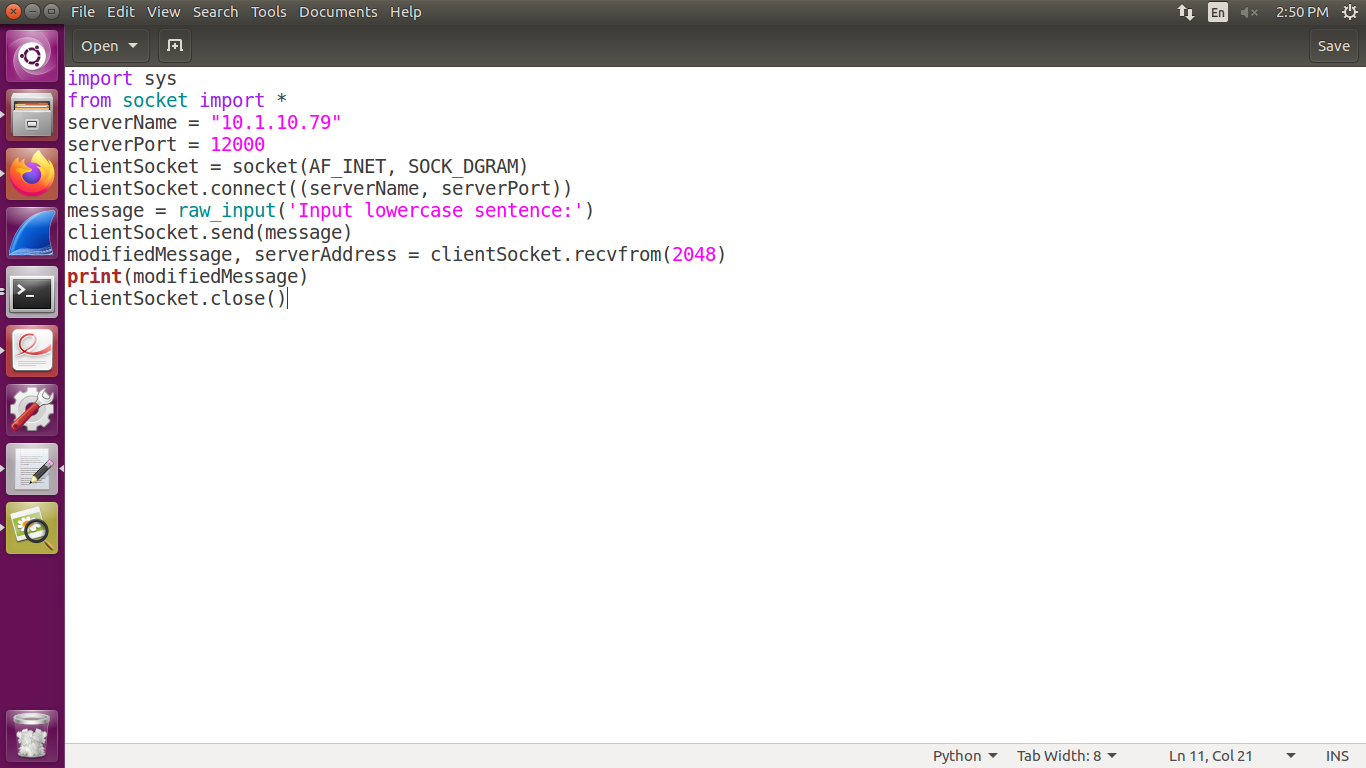 File Edit View Search Tools Documents Help
En
2:50 PM
Open
Save
import sys
from socket import *
serverName = "10.1.10.79"
serverPort = 12000
clientSocket = socket(AF_INET, SOCK_DGRAM)
clientSocket.connect((serverName, serverPort))
message = raw_input('Input lowercase sentence:')
clientSocket.send(message)
modifiedMessage, serverAddress = clientSocket.recvfrom(2048)
print(modifiedMessage)
clientSocket.close()
Python Tab Width: 8 Ln 11, Col 21 INS